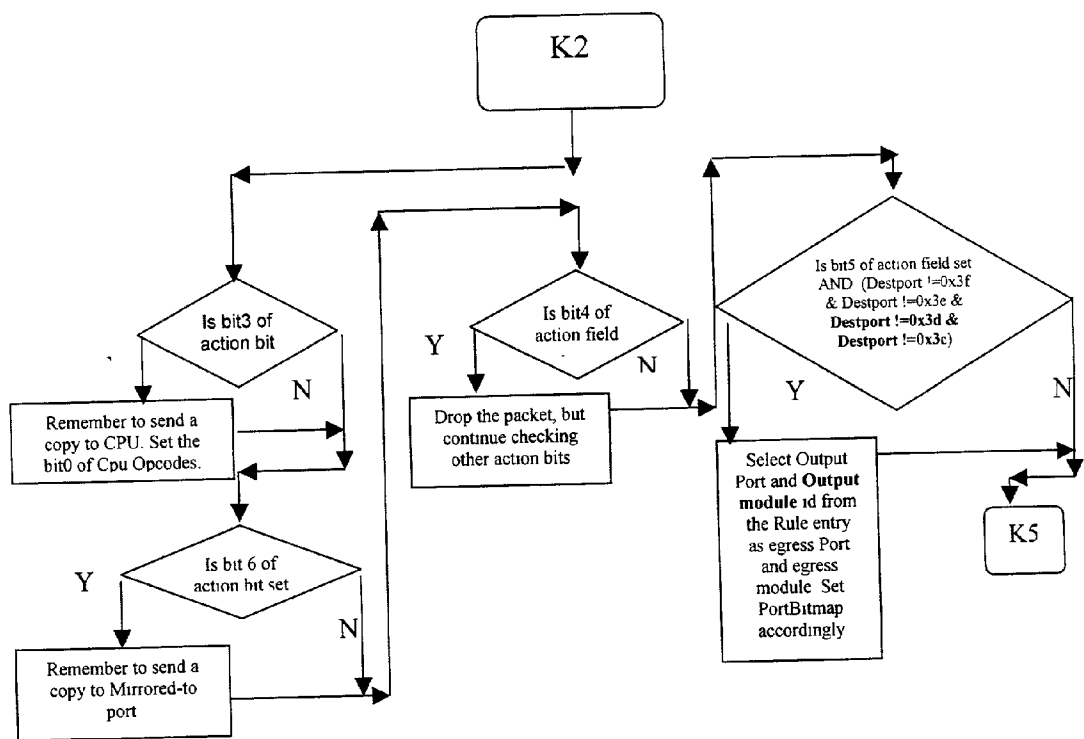 K2
Is bit3 of
action bit
N
Remember to send a
copy to CPU. Set the
bit0 of Cpu Opcodes.
Is bit 6 of
action bit set
Y
N
Remember to send a
copy to Mirrored-to
port
Is bit4 of
action field
Y
N
Drop the packet, but
continue checking
other action bits
Is bit5 of action field set
AND (Destport !=0x3f
& Destport !=0x3e &
Destport !=0x3d &
Destport !=0x3c)
Y
N
Select Output
Port and Output
module id from
the Rule entry
as egress Port
and egress
module Set
PortBitmap
accordingly
K5